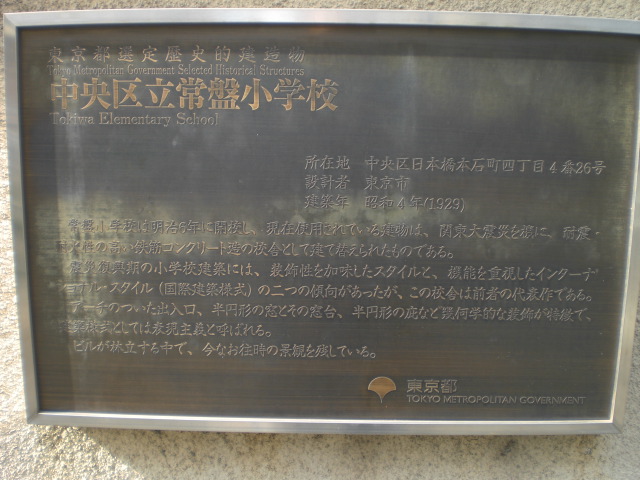 東京都選定歴史的建造物
Tokyo Metropolitan Government Selected Historical Structures
中央区立常盤小学校
Tokiwa Elementary School
所在地 中央区日本橋本石町四丁目4番26号
設計者 東京市
建築年 昭和4年(1929)
常盤小学校は明治6年に開校し、現在使用されている建物は、関東大震災を機に、耐震・
火性の高い鉄筋コンクリート造の校舎として建て替えられたものである。
震災復興期の小学校建築には、装飾性を加味したスタイルと、機能を重視したインターナ
ョナル・スタイル(国際建築様式)の二つの傾向があったが、この校舎は前者の代表作である。
アーチのついた出入口、半円形の窓とその窓台、半円形の庇など幾何学的な装飾が特徴で、
建築様式としては表現主義と呼ばれる。
ビルが林立する中で、今なお往時の景観を残している。
東京都
TOKYO METROPOLITAN GOVERNMENT